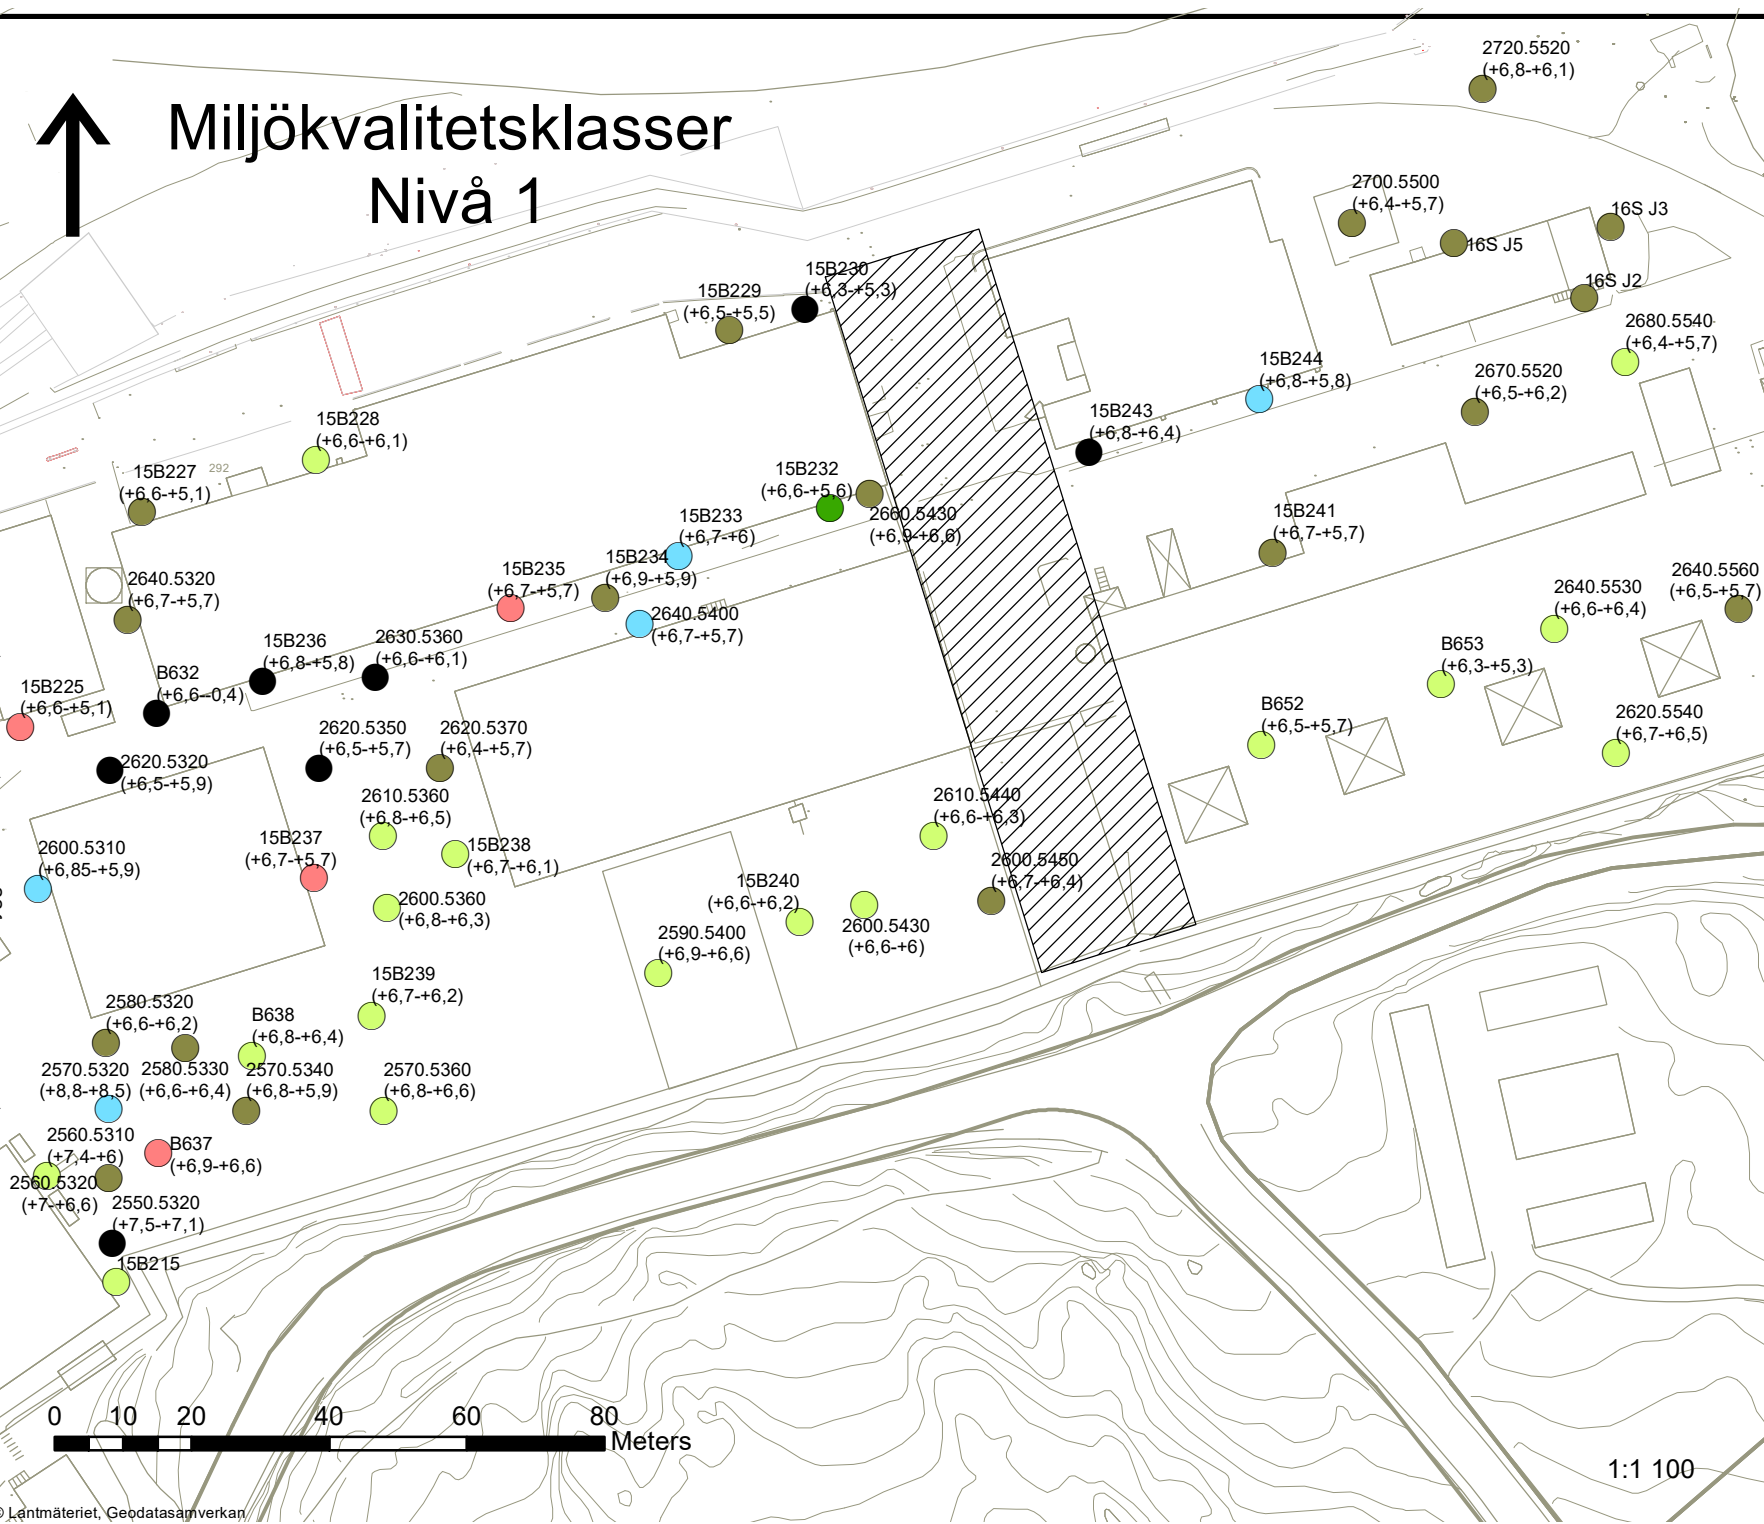 Miljökvalitetsklasser
Nivå 1
2720.5520
(+6,8-+6,1)
2700.5500
(+6,4-+5,7)
16S J3
16S J5
16S J2
15B230
(+6,3-+5,3)
15B229
(+6,5-+5,5)
2680.5540
(+6,4-+5,7)
15B244
(+6,8-+5,8)
2670.5520
(+6,5-+6,2)
15B243
(+6,8-+6,4)
15B228
(+6,6-+6,1)
292
15B227
(+6,6-+5,1)
15B232
(+6,6-+5,6)
2660.5430
(+6,9-+6,6)
15B233
(+6,7-+6)
15B241
(+6,7-+5,7)
15B234
(+6,9-+5,9)
15B235
(+6,7-+5,7)
2640.5320
(+6,7-+5,7)
2640.5400
(+6,7-+5,7)
2640.5560
(+6,5-+5,7)
2640.5530
(+6,6-+6,4)
15B236
(+6,8-+5,8)
2630.5360
(+6,6-+6,1)
B653
(+6,3-+5,3)
B632
(+6,6--0,4)
15B225
(+6,6-+5,1)
B652
(+6,5-+5,7)
2620.5540
(+6,7-+6,5)
2620.5350
(+6,5-+5,7)
2620.5370
(+6,4-+5,7)
2620.5320
(+6,5-+5,9)
2610.5360
(+6,8-+6,5)
2610.5440
(+6,6-+6,3)
15B237
(+6,7-+5,7)
15B238
(+6,7-+6,1)
2600.5310
(+6,85-+5,9)
2600.5450
(+6,7-+6,4)
15B240
(+6,6-+6,2)
2600.5360
(+6,8-+6,3)
2600.5430
(+6,6-+6)
2590.5400
(+6,9-+6,6)
15B239
(+6,7-+6,2)
2580.5320
(+6,6-+6,2)
B638
(+6,8-+6,4)
2570.5320
(+8,8-+8,5)
2580.5330
(+6,6-+6,4)
2570.5340
(+6,8-+5,9)
2570.5360
(+6,8-+6,6)
2560.5310
(+7,4-+6)
B637
(+6,9-+6,6)
2560.5320
(+7-+6,6)
2550.5320
(+7,5-+7,1)
15B215
0 10 20 40 60 80
Meters
1:1 100
© Lantmäteriet, Geodatasamverkan